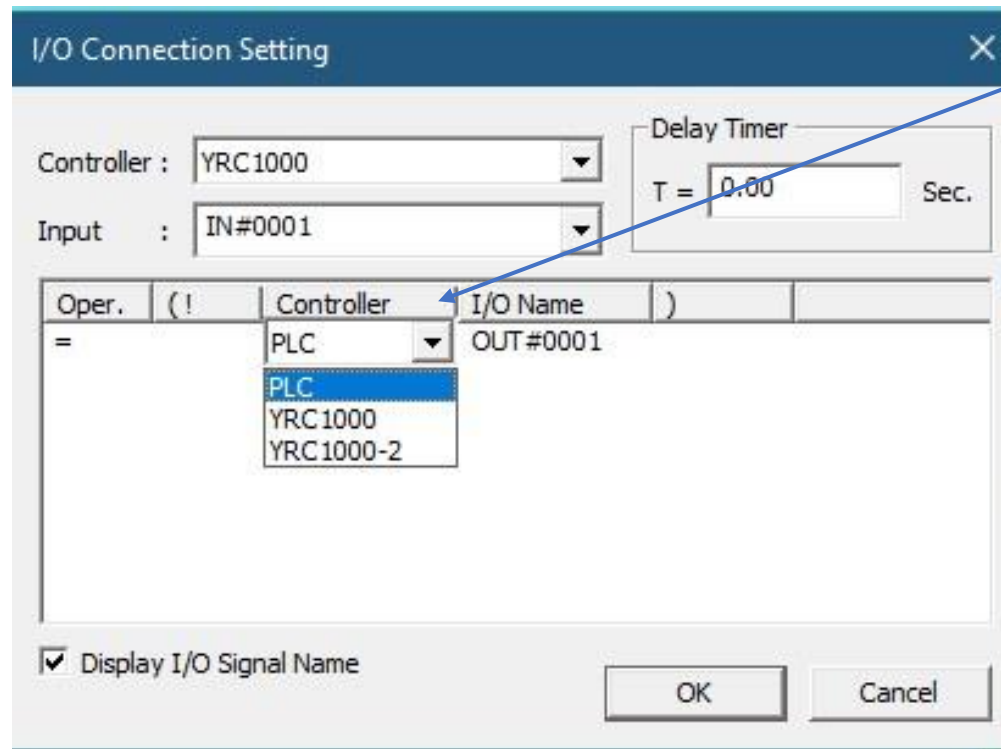 I/O Connection Setting
Controller : YRC1000
Delay Timer
T = 0.00 Sec.
Input : IN#0001
Oper. (! Controller I/O Name )
= PLC OUT#0001
PLC
YRC1000
YRC1000-2
Display I/O Signal Name
OK Cancel